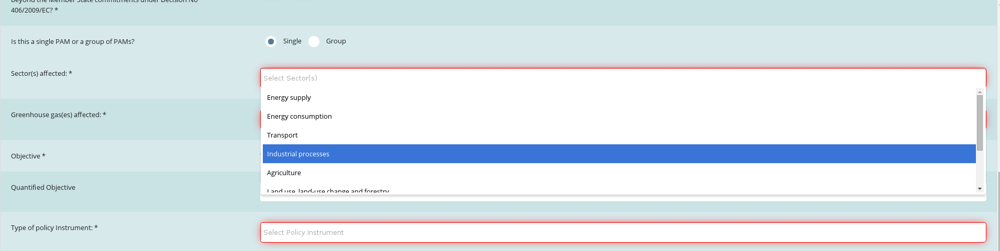 beyond the Member State commitments under Decision No
406/2009/EC? *
Is this a single PAM or a group of PAMs?
Single
Group
Sector(s) affected: *
Select Sector(s)
Energy supply
Energy consumption
Transport
Industrial processes
Agriculture
Land use, land-use change and forestry
Greenhouse gas(es) affected: *
Objective *
Quantified Objective
Type of policy Instrument: *
Select Policy Instrument